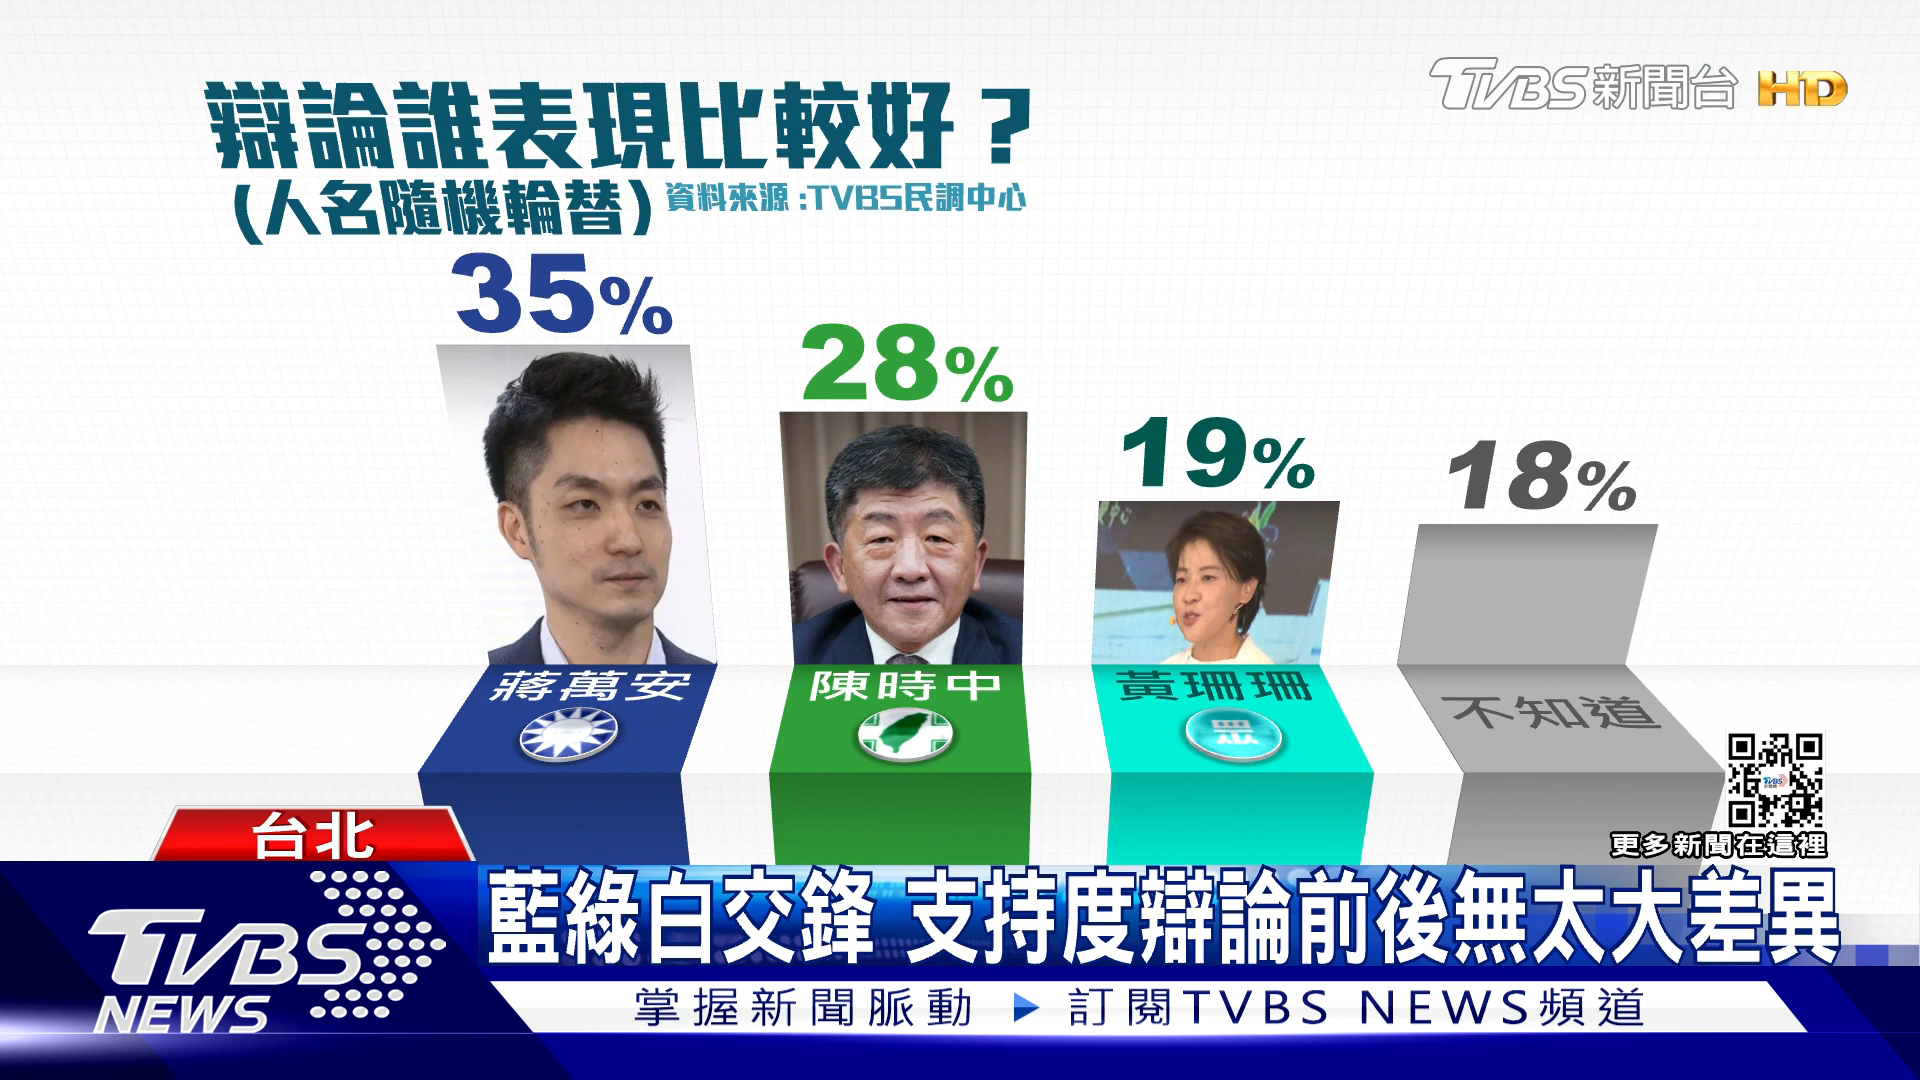 TVBS新聞台 HD
辯論誰表現比較好？
(人名隨機輪替) 資料來源:TVBS民調中心
35%
28%
19%
18%
蔣萬安
陳時中
黃珊珊
不知道
眾
TVBS
更多新聞在這裡
台北
藍綠白交鋒 支持度辯論前後無太大差異
TVBS NEWS
掌握新聞脈動 ▶ 訂閱TVBS NEWS頻道